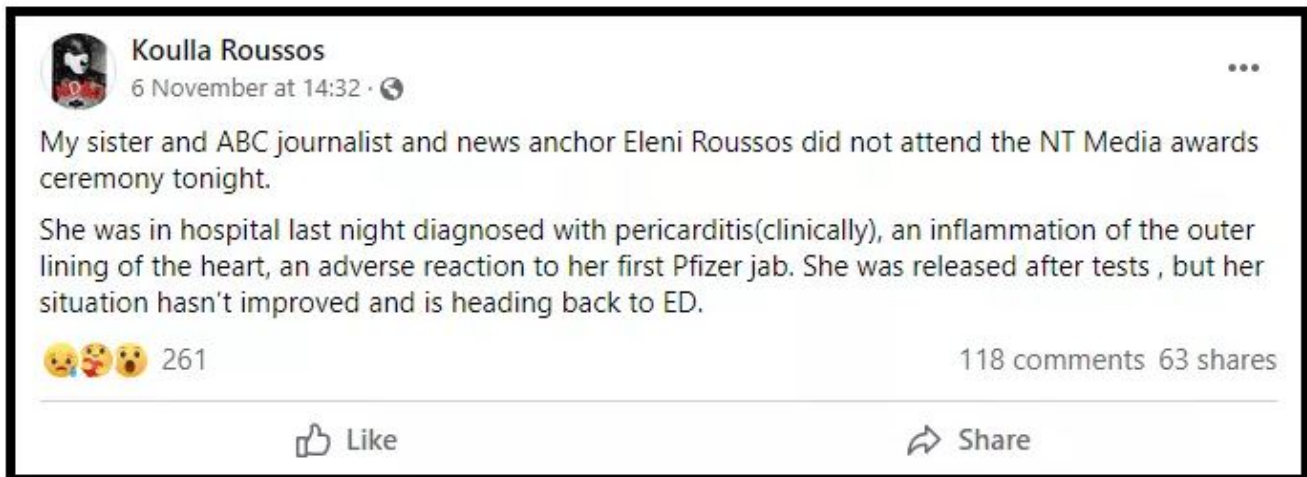 Koulla Roussos
6 November at 14:32 ·
My sister and ABC journalist and news anchor Eleni Roussos did not attend the NT Media awards
ceremony tonight.
She was in hospital last night diagnosed with pericarditis(clinically), an inflammation of the outer
lining of the heart, an adverse reaction to her first Pfizer jab. She was released after tests , but her
situation hasn't improved and is heading back to ED.
261
118 comments 63 shares
Like
Share